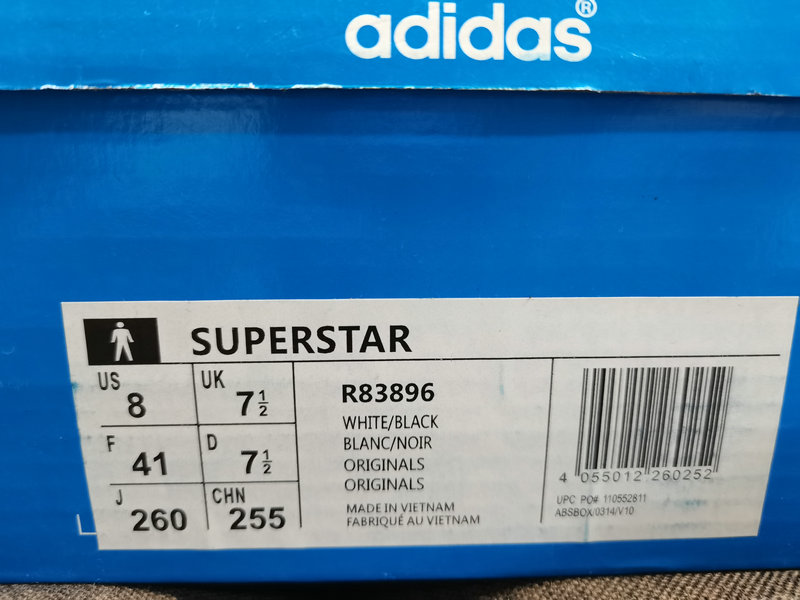 adidas®
SUPERSTAR
US 8
UK 7½
F 41
D 7½
J 260
CHN 255
R83896
WHITE/BLACK
BLANC/NOIR
ORIGINALS
ORIGINALS
MADE IN VIETNAM
FABRIQUÉ AU VIETNAM
4 055012 260252
UPC PO# 110552811
ABSBOX/0314/V10